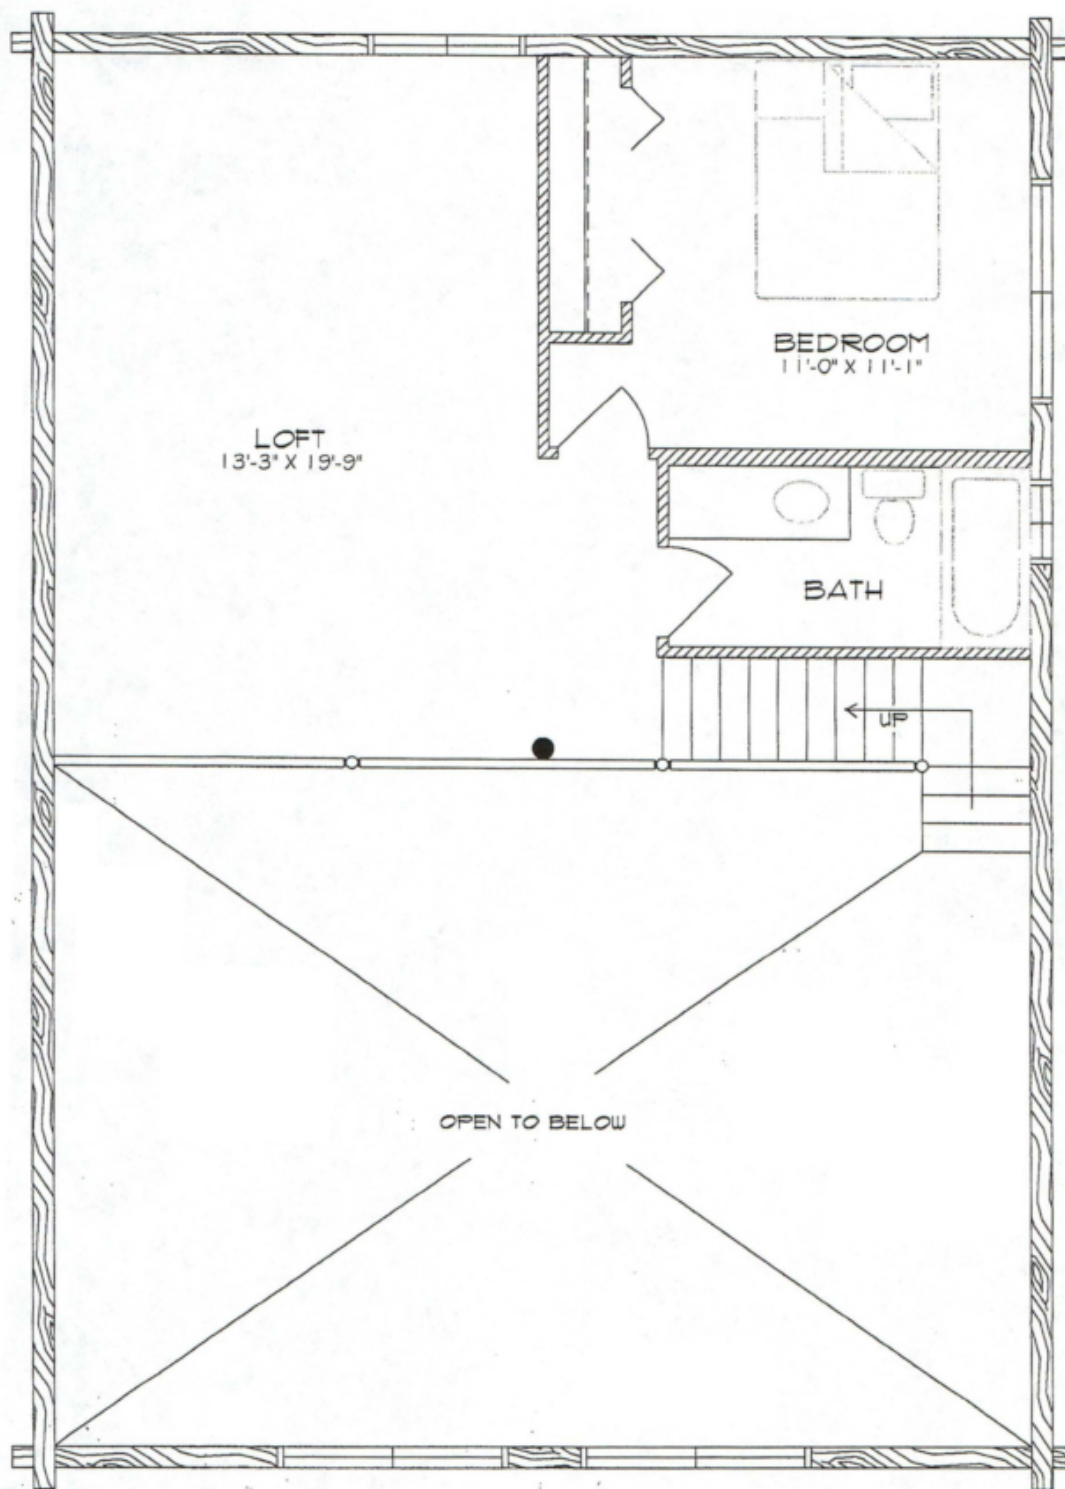 BEDROOM
11'-0" X 11'-1"
LOFT
13'-3" X 19'-9"
BATH
UP
OPEN TO BELOW